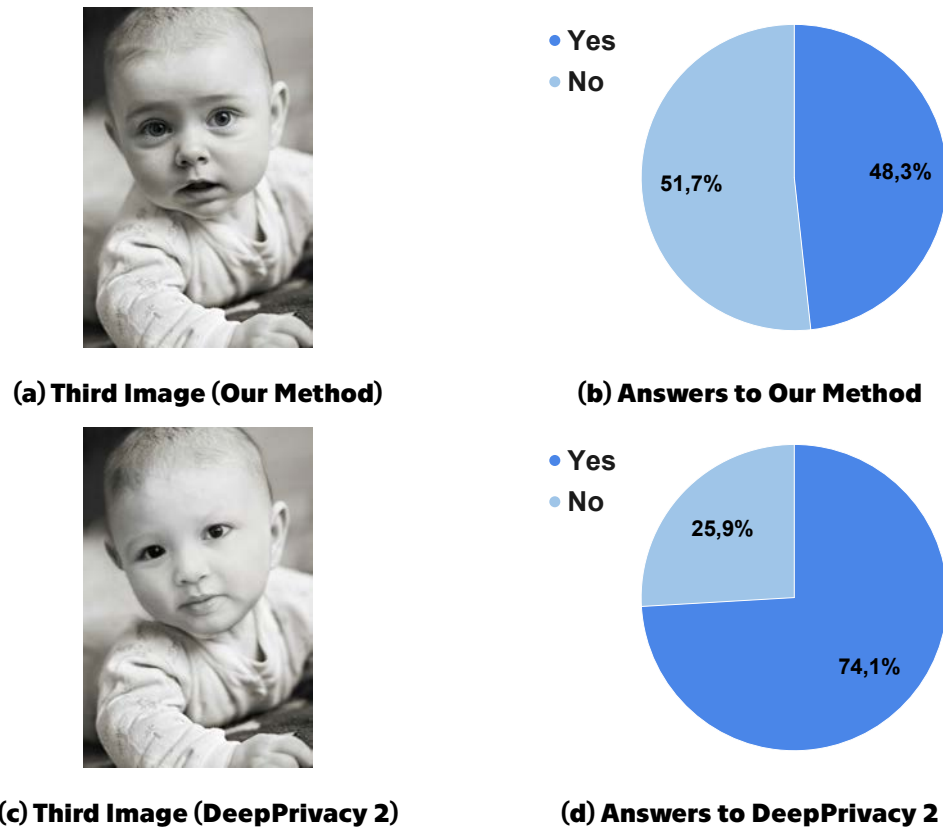 Yes
No
51,7%
48,3%
(a) Third Image (Our Method)
(b) Answers to Our Method
Yes
No
25,9%
74,1%
(c) Third Image (DeepPrivacy 2)
(d) Answers to DeepPrivacy 2